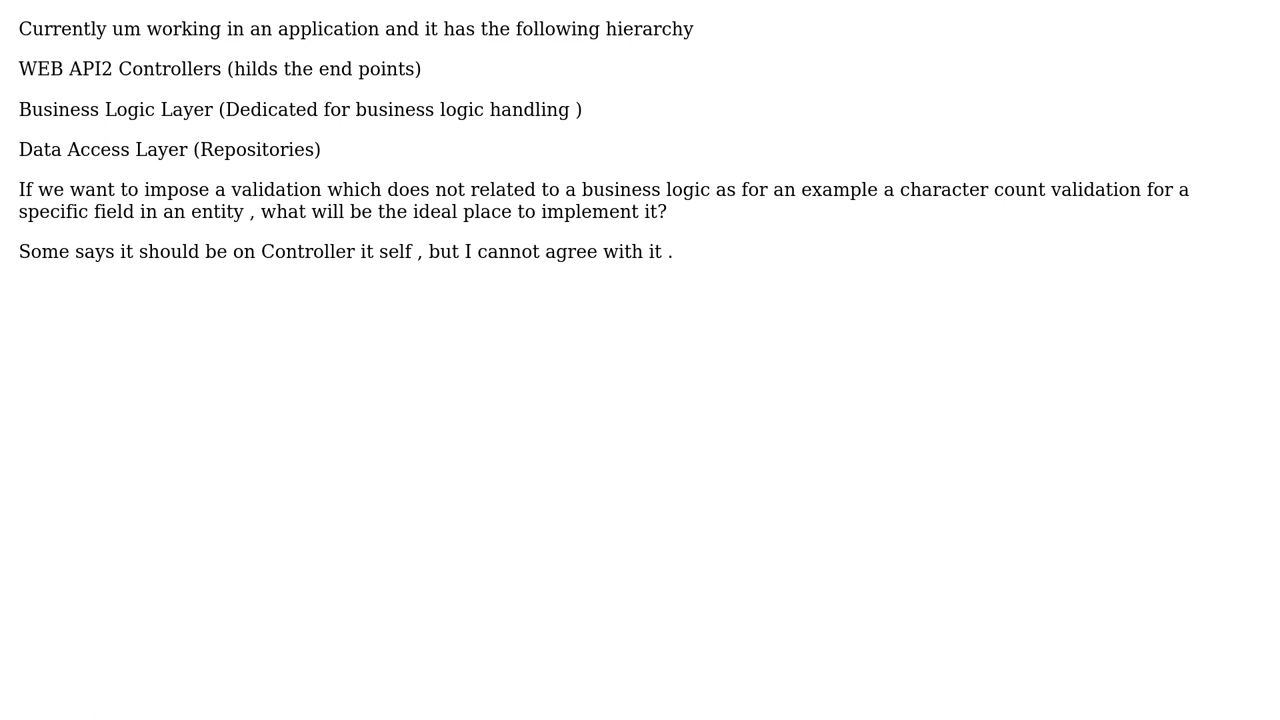 Currently um working in an application and it has the following hierarchy
WEB API2 Controllers (hilds the end points)
Business Logic Layer (Dedicated for business logic handling )
Data Access Layer (Repositories)
If we want to impose a validation which does not related to a business logic as for an example a character count validation for a
specific field in an entity , what will be the ideal place to implement it?
Some says it should be on Controller it self , but I cannot agree with it .